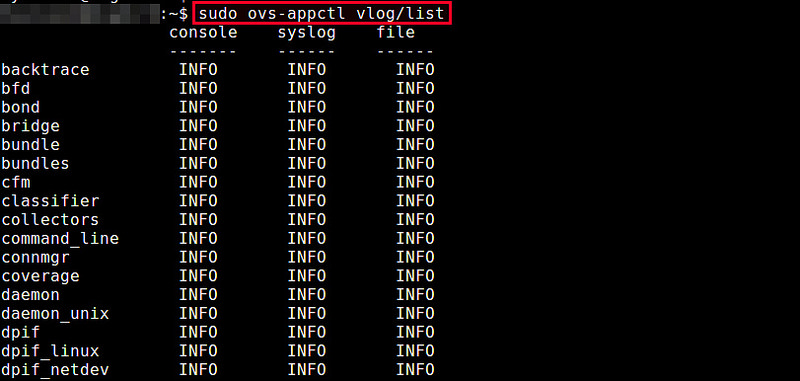 :~$ sudo ovs-appctl vlog/list
console syslog file
------- ------ ------
backtrace INFO INFO INFO
bfd INFO INFO INFO
bond INFO INFO INFO
bridge INFO INFO INFO
bundle INFO INFO INFO
bundles INFO INFO INFO
cfm INFO INFO INFO
classifier INFO INFO INFO
collectors INFO INFO INFO
command_line INFO INFO INFO
connmgr INFO INFO INFO
coverage INFO INFO INFO
daemon INFO INFO INFO
daemon_unix INFO INFO INFO
dpif INFO INFO INFO
dpif_linux INFO INFO INFO
dpif_netdev INFO INFO INFO